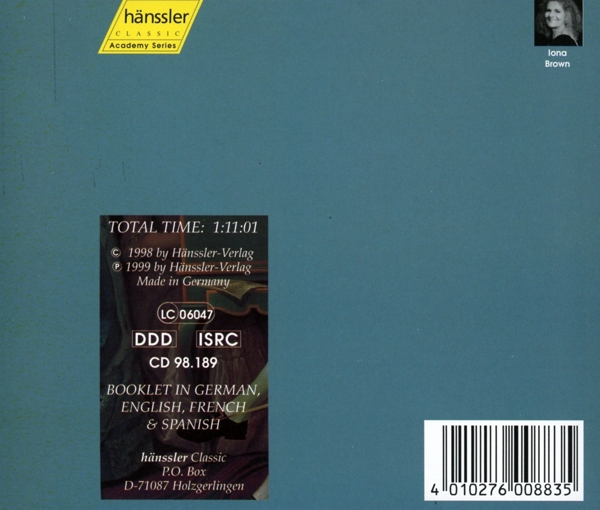 hänssler
CLASSIC
Academy Series
Iona
Brown
TOTAL TIME: 1:11:01
© 1998 by Hänssler-Verlag
℗ 1999 by Hänssler-Verlag
Made in Germany
LC 06047
DDD ISRC
CD 98.189
BOOKLET IN GERMAN,
ENGLISH, FRENCH
& SPANISH
hänssler Classic
P.O. Box
D-71087 Holzgerlingen
4 010276 008835